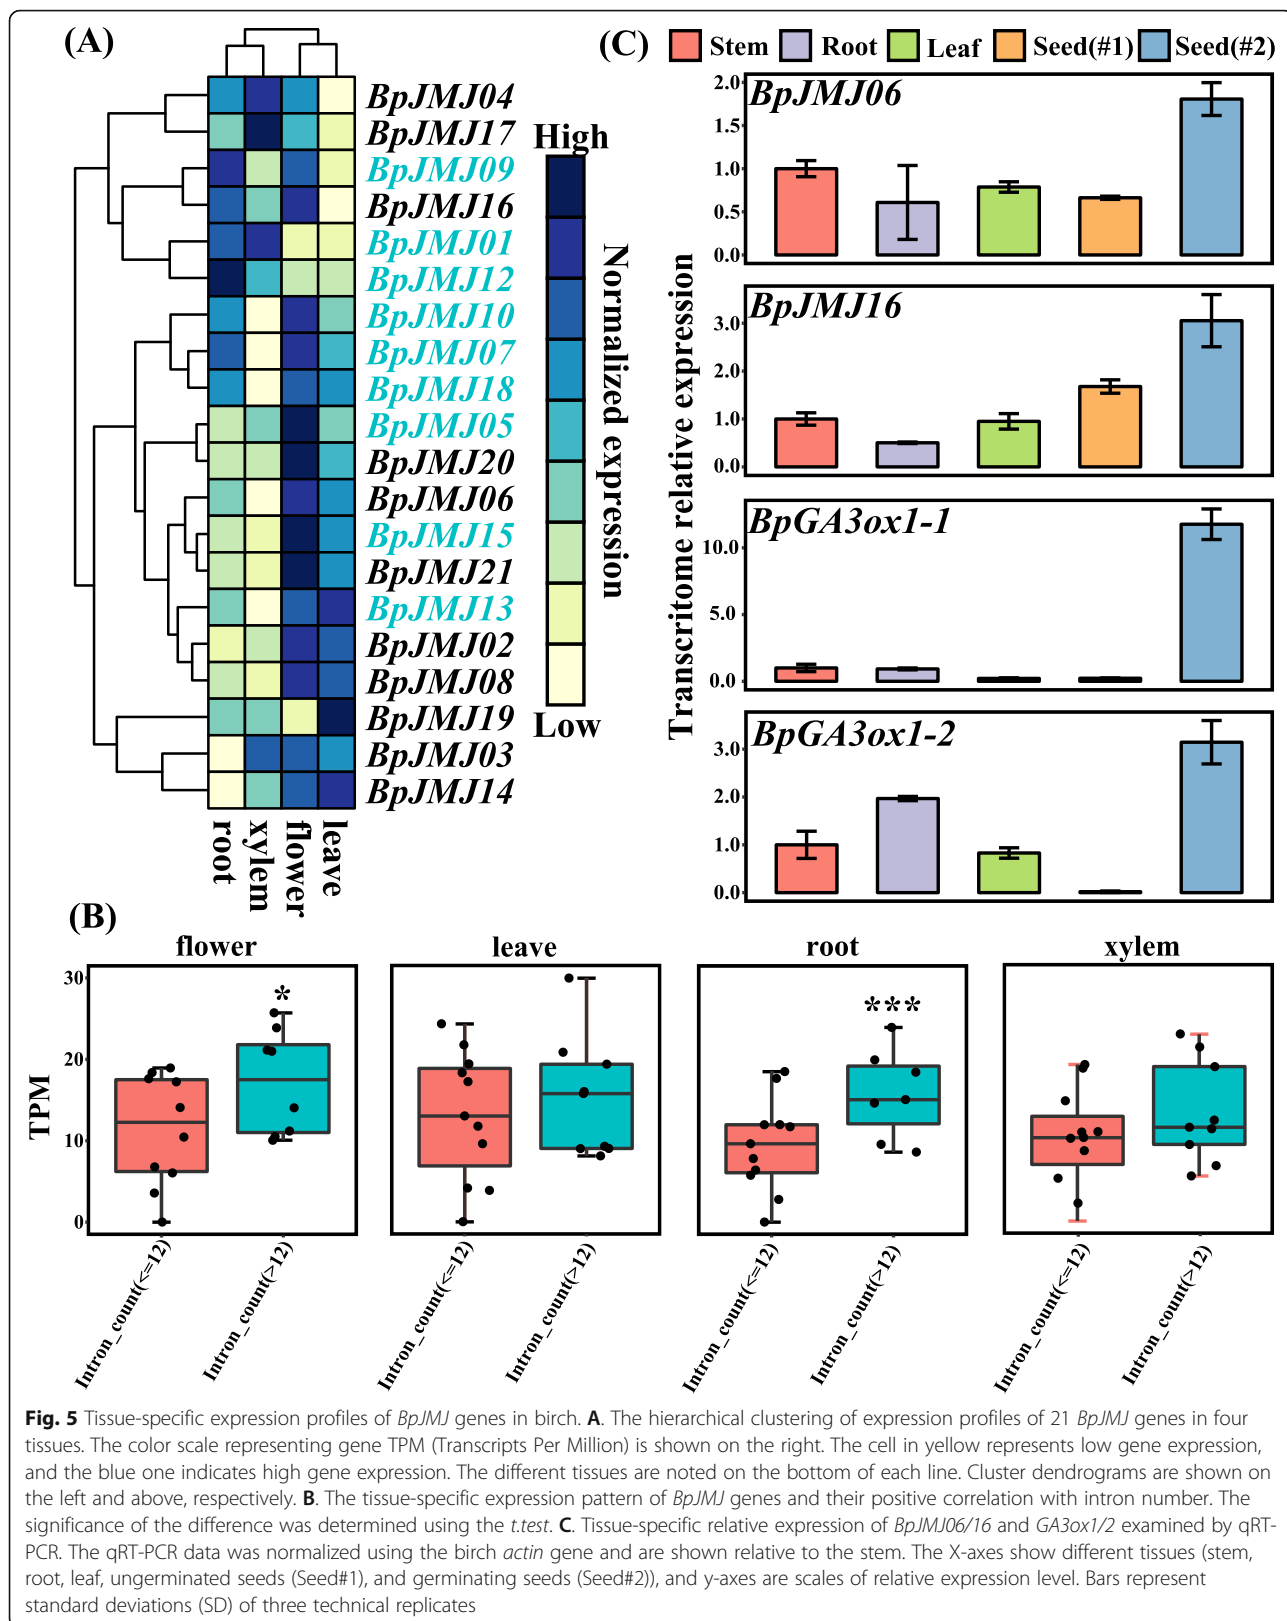 (A)
BpJMJ04
BpJMJ17
BpJMJ09
BpJMJ16
BpJMJ01
BpJMJ12
BpJMJ10
BpJMJ07
BpJMJ18
BpJMJ05
BpJMJ20
BpJMJ06
BpJMJ15
BpJMJ21
BpJMJ13
BpJMJ02
BpJMJ08
BpJMJ19
BpJMJ03
BpJMJ14
root
xylem
flower
leave
High
Normalized expression
Low
(C)
Stem
Root
Leaf
Seed(#1)
Seed(#2)
Transcritome relative expression
BpJMJ06
2.0
1.5
1.0
0.5
0.0
BpJMJ16
3.0
2.0
1.0
0.0
BpGA3ox1-1
10.0
5.0
0.0
BpGA3ox1-2
3.0
2.0
1.0
0.0
(B)
flower
leave
root
xylem
TPM
30
20
10
0
*
***
Intron_count(<=12)
Intron_count(>12)
Intron_count(<=12)
Intron_count(>12)
Intron_count(<=12)
Intron_count(>12)
Intron_count(<=12)
Intron_count(>12)
Fig. 5 Tissue-specific expression profiles of BpJMJ genes in birch. A. The hierarchical clustering of expression profiles of 21 BpJMJ genes in four
tissues. The color scale representing gene TPM (Transcripts Per Million) is shown on the right. The cell in yellow represents low gene expression,
and the blue one indicates high gene expression. The different tissues are noted on the bottom of each line. Cluster dendrograms are shown on
the left and above, respectively. B. The tissue-specific expression pattern of BpJMJ genes and their positive correlation with intron number. The
significance of the difference was determined using the t.test. C. Tissue-specific relative expression of BpJMJ06/16 and GA3ox1/2 examined by qRT-
PCR. The qRT-PCR data was normalized using the birch actin gene and are shown relative to the stem. The X-axes show different tissues (stem,
root, leaf, ungerminated seeds (Seed#1), and germinating seeds (Seed#2)), and y-axes are scales of relative expression level. Bars represent
standard deviations (SD) of three technical replicates